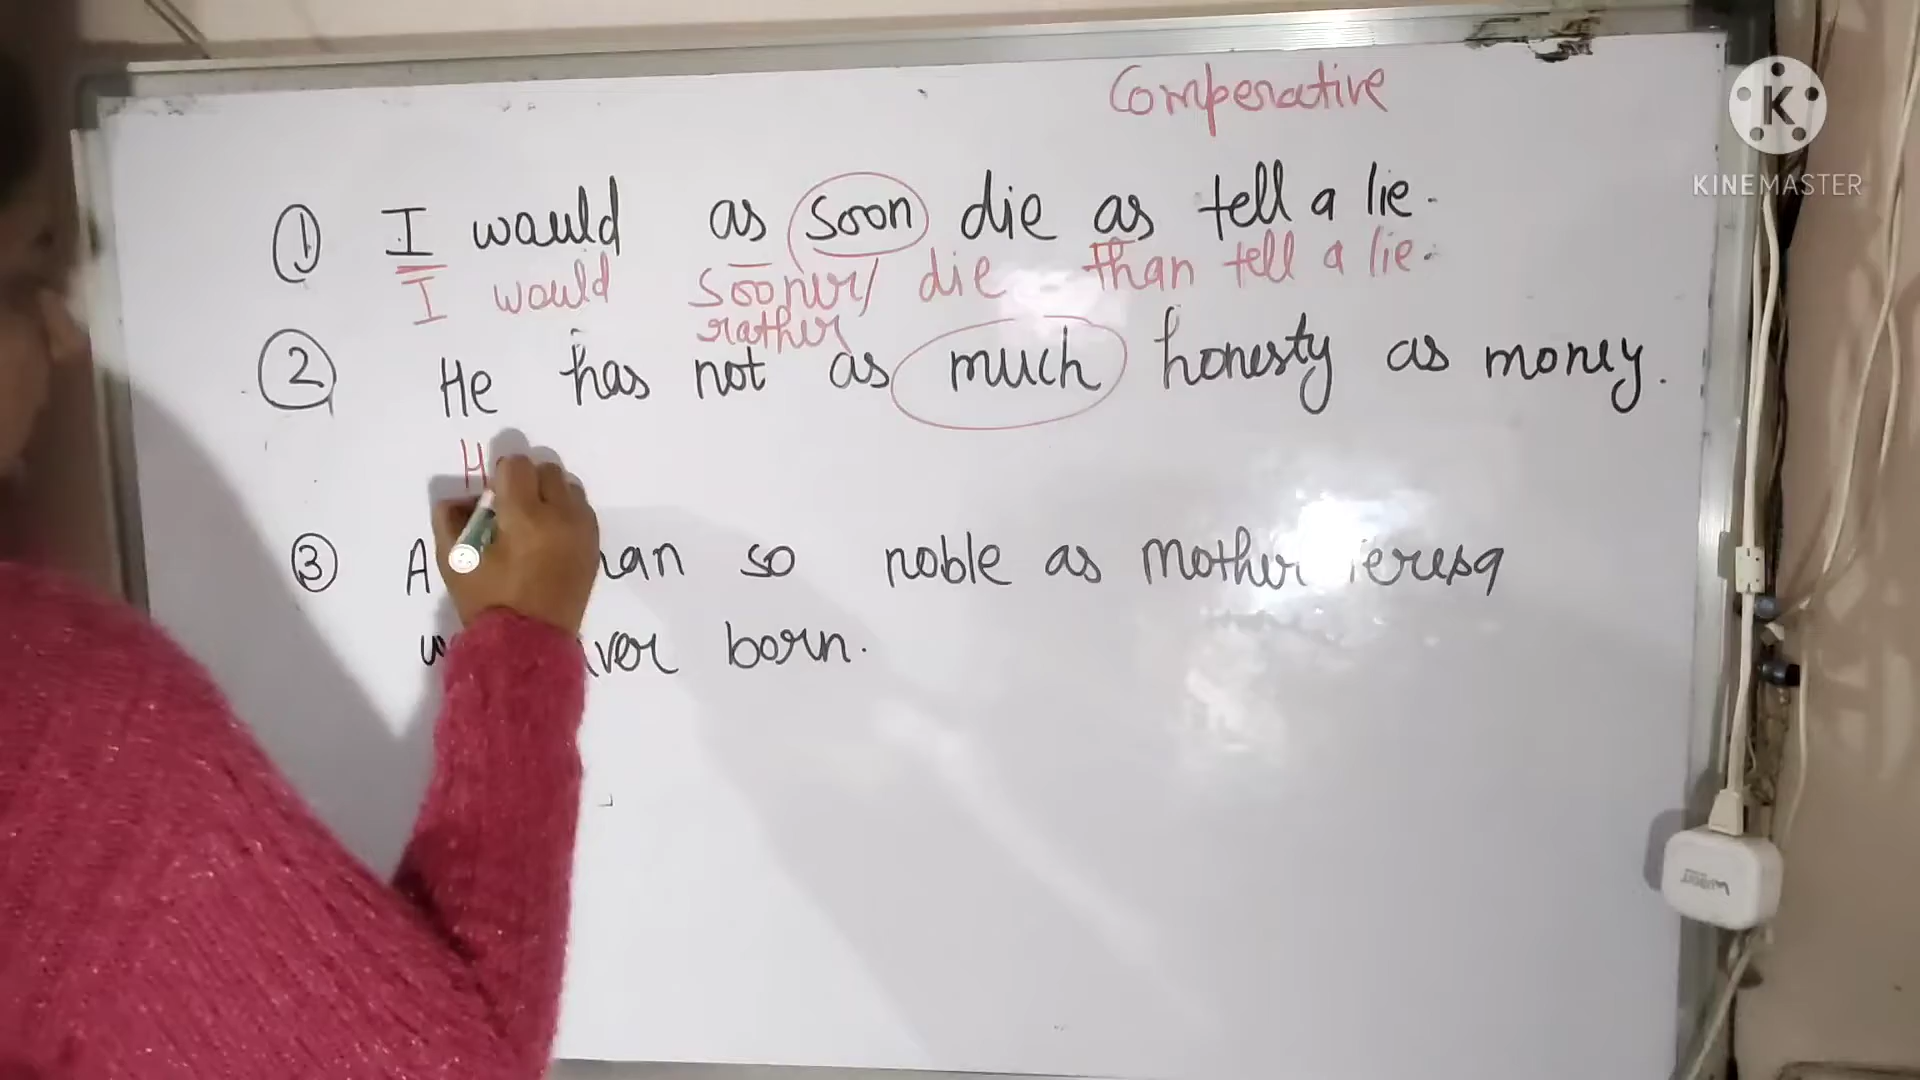 Comperative
K
KINEMASTER
① I would as soon die as tell a lie.
I would sooner/ die than tell a lie.
rather
② He has not as much honesty as money.
H
③ A so noble as Mother
born.